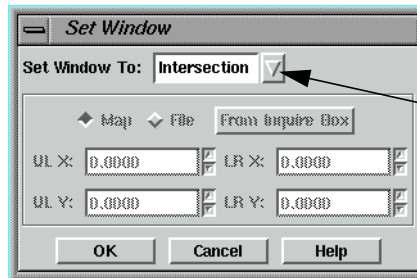 Set Window
Set Window To: Intersection
Map File From Inquire Box
UL X: 0.0000 LR X: 0.0000
UL Y: 0.0000 LR Y: 0.0000
OK Cancel Help